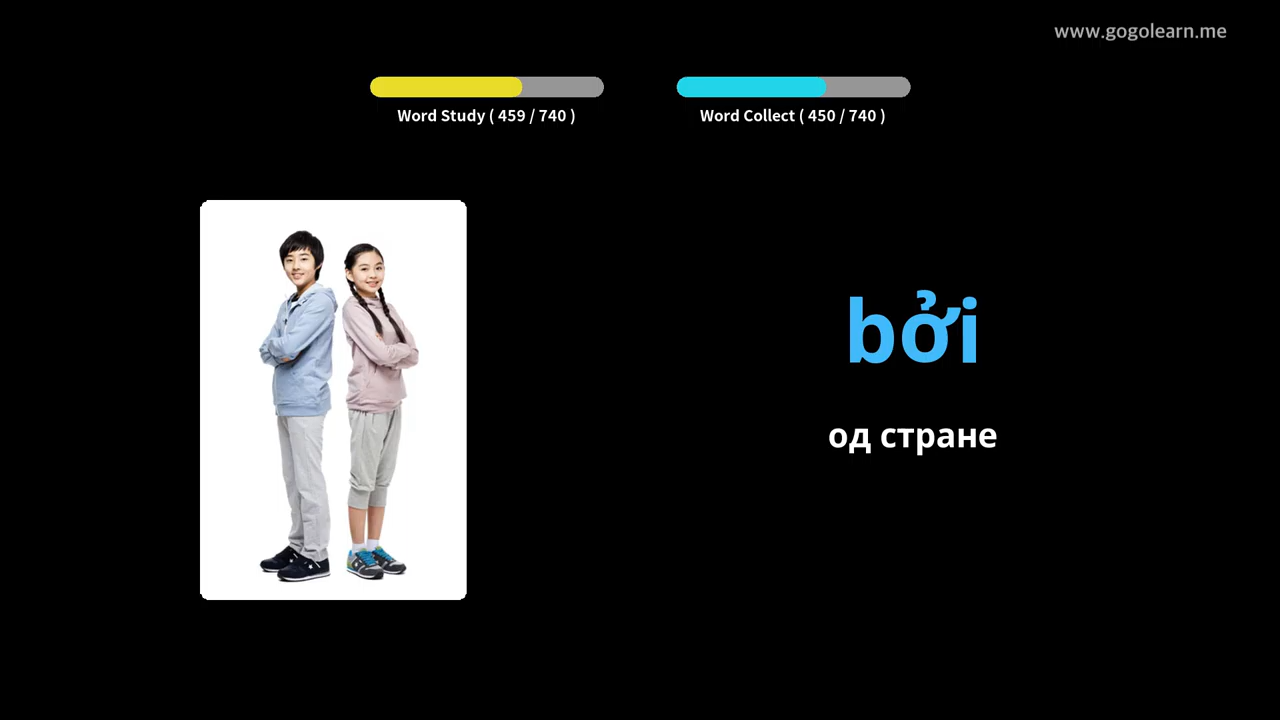 www.gogolearn.me
Word Study ( 459 / 740 )
Word Collect ( 450 / 740 )
bởi
од стране